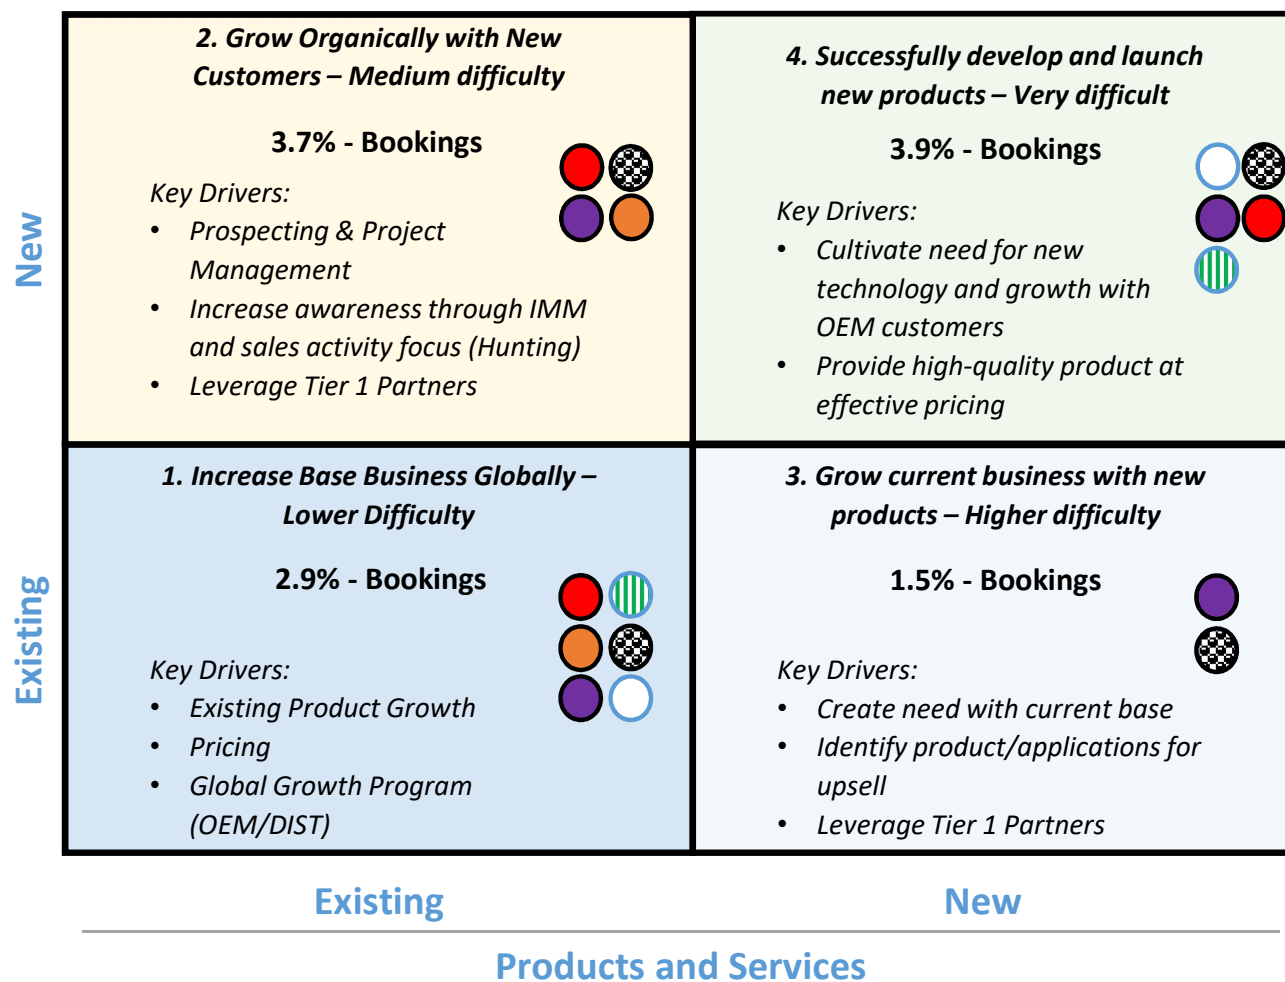 2. Grow Organically with New
Customers – Medium difficulty
3.7% - Bookings
Key Drivers:
• Prospecting & Project
Management
• Increase awareness through IMM
and sales activity focus (Hunting)
• Leverage Tier 1 Partners
4. Successfully develop and launch
new products – Very difficult
3.9% - Bookings
Key Drivers:
• Cultivate need for new
technology and growth with
OEM customers
• Provide high-quality product at
effective pricing
New
1. Increase Base Business Globally –
Lower Difficulty
2.9% - Bookings
Key Drivers:
• Existing Product Growth
• Pricing
• Global Growth Program
(OEM/DIST)
3. Grow current business with new
products – Higher difficulty
1.5% - Bookings
Key Drivers:
• Create need with current base
• Identify product/applications for
upsell
• Leverage Tier 1 Partners
Existing
Existing
New
Products and Services